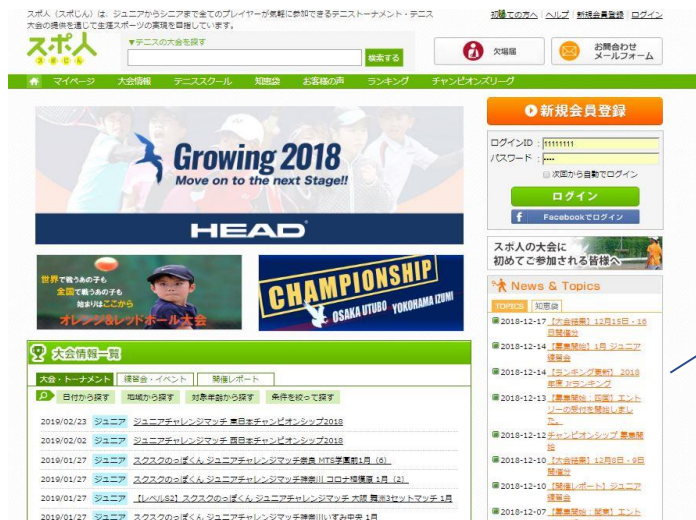 スポ人（スポじん）は、ジュニアからシニアまで全てのプレイヤーが気軽に参加できるテニストーナメント・テニス
大会の提供を通じて生涯スポーツの実現を目指しています。
初めての方へ ヘルプ 新規会員登録 ログイン
スポ人
スポじん
▼テニスの大会を探す
検索する
欠場届
お問合わせ
メールフォーム
マイページ 大会情報 テニススクール 知恵袋 お客様の声 ランキング チャンピオンズリーグ
Growing 2018
Move on to the next Stage!!
HEAD
新規会員登録
ログインID : 11111111
パスワード : ••••
次回から自動でログイン
ログイン
f Facebookでログイン
世界で戦うあの子も
全国で戦うあの子も
始まりはここから
オレンジ&レッドボール大会
CHAMPIONSHIP
OSAKA UTUBO YOKOHAMA IZUMI
スポ人の大会に
初めてご参加される皆様へ
News & Topics
TOPICS 知恵袋
2018-12-17 【大会結果】12月15日・16
日開催分
2018-12-14 【募集開始】1月 ジュニア
練習会
2018-12-14 【ランキング更新】 2018
年度 Jrランキング
2018-12-13 【募集開始：四国】エント
リーの受付を開始しまし
た。
2018-12-12 チャンピオンシップ 募集開
始
2018-12-10 【大会結果】12月8日・9日
開催分
2018-12-10 【開催レポート】ジュニア
練習会
2018-12-07 【募集開始：関東】エント
大会情報一覧
大会・トーナメント 練習会・イベント 開催レポート
日付から探す 地域から探す 対象年齢から探す 条件を絞って探す
2019/02/23 ジュニア ジュニアチャレンジマッチ 東日本チャンピオンシップ2018
2019/02/02 ジュニア ジュニアチャレンジマッチ 西日本チャンピオンシップ2018
2019/01/27 ジュニア スクスクのっぽくん ジュニアチャレンジマッチ奈良 MTS学園前1月（6）
2019/01/27 ジュニア スクスクのっぽくん ジュニアチャレンジマッチ神奈川 コロナ相模原 1月（2）
2019/01/27 ジュニア 【レベルS2】スクスクのっぽくん ジュニアチャレンジマッチ 大阪 舞洲3セットマッチ 1月
2019/01/27 ジュニア スクスクのっぽくん ジュニアチャレンジマッチ神奈川いずみ中央 1月